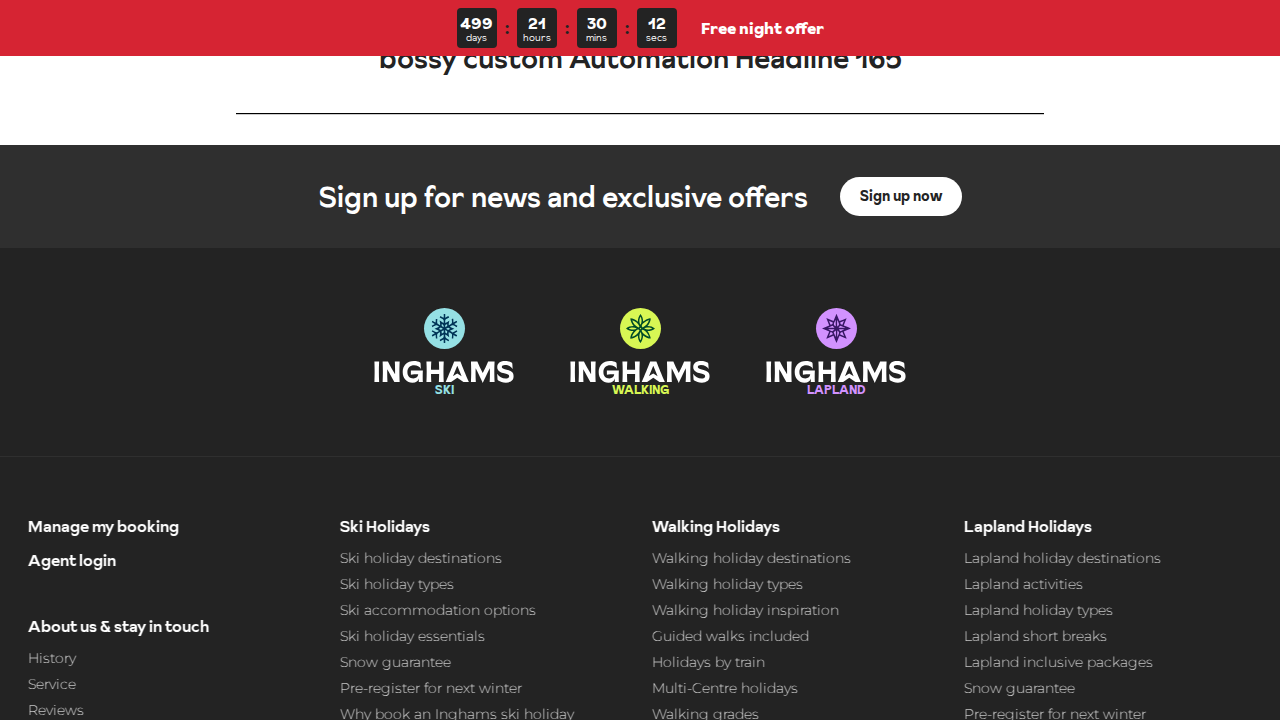 499 : 21 : 30 : 12 Free night offer
days hours mins secs
bossy custom Automation Headline 165
Sign up for news and exclusive offers Sign up now
INGHAMS INGHAMS INGHAMS
SKI WALKING LAPLAND
Manage my booking
Agent login
About us & stay in touch
History
Service
Reviews
Ski Holidays
Ski holiday destinations
Ski holiday types
Ski accommodation options
Ski holiday essentials
Snow guarantee
Pre-register for next winter
Why book an Inghams ski holiday
Walking Holidays
Walking holiday destinations
Walking holiday types
Walking holiday inspiration
Guided walks included
Holidays by train
Multi-Centre holidays
Walking grades
Lapland Holidays
Lapland holiday destinations
Lapland activities
Lapland holiday types
Lapland short breaks
Lapland inclusive packages
Snow guarantee
Pre-register for next winter